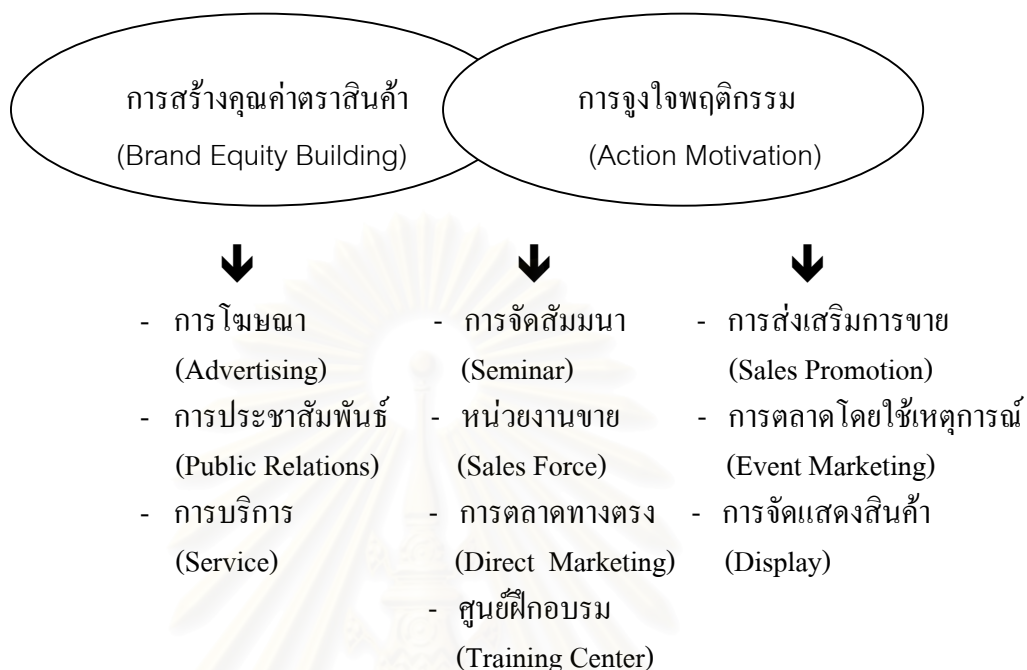 การสร้างคุณค่าตราสินค้า
(Brand Equity Building)
การจูงใจพฤติกรรม
(Action Motivation)
- การโฆษณา
(Advertising)
- การประชาสัมพันธ์
(Public Relations)
- การบริการ
(Service)
- การจัดสัมมนา
(Seminar)
- หน่วยงานขาย
(Sales Force)
- การตลาดทางตรง
(Direct Marketing)
- ศูนย์ฝึกอบรม
(Training Center)
- การส่งเสริมการขาย
(Sales Promotion)
- การตลาดโดยใช้เหตุการณ์
(Event Marketing)
- การจัดแสดงสินค้า
(Display)